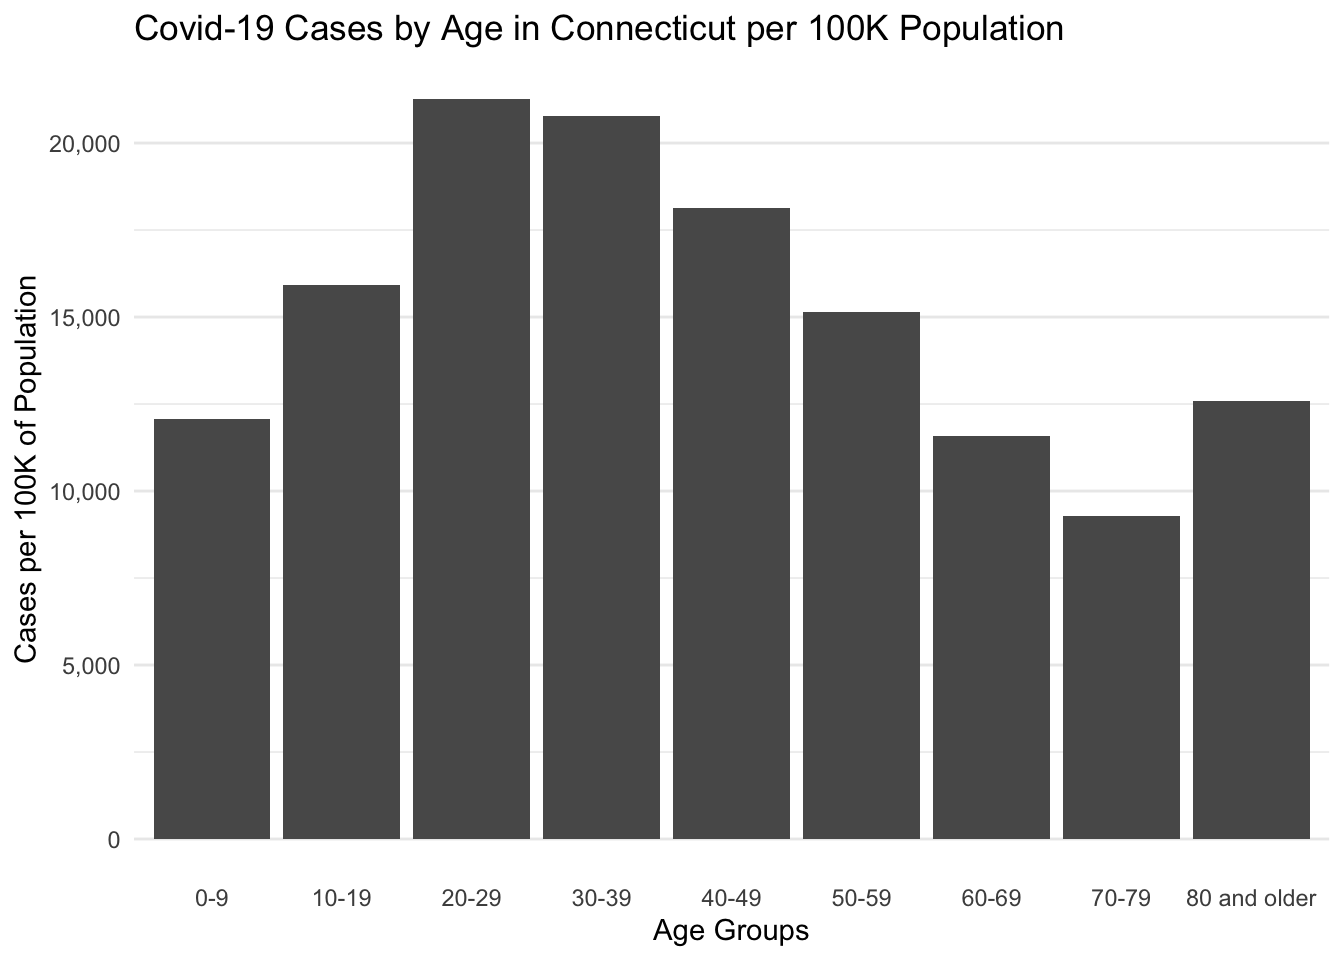 Covid-19 Cases by Age in Connecticut per 100K Population
Cases per 100K of Population
20,000
15,000
10,000
5,000
0
0-9 10-19 20-29 30-39 40-49 50-59 60-69 70-79 80 and older
Age Groups